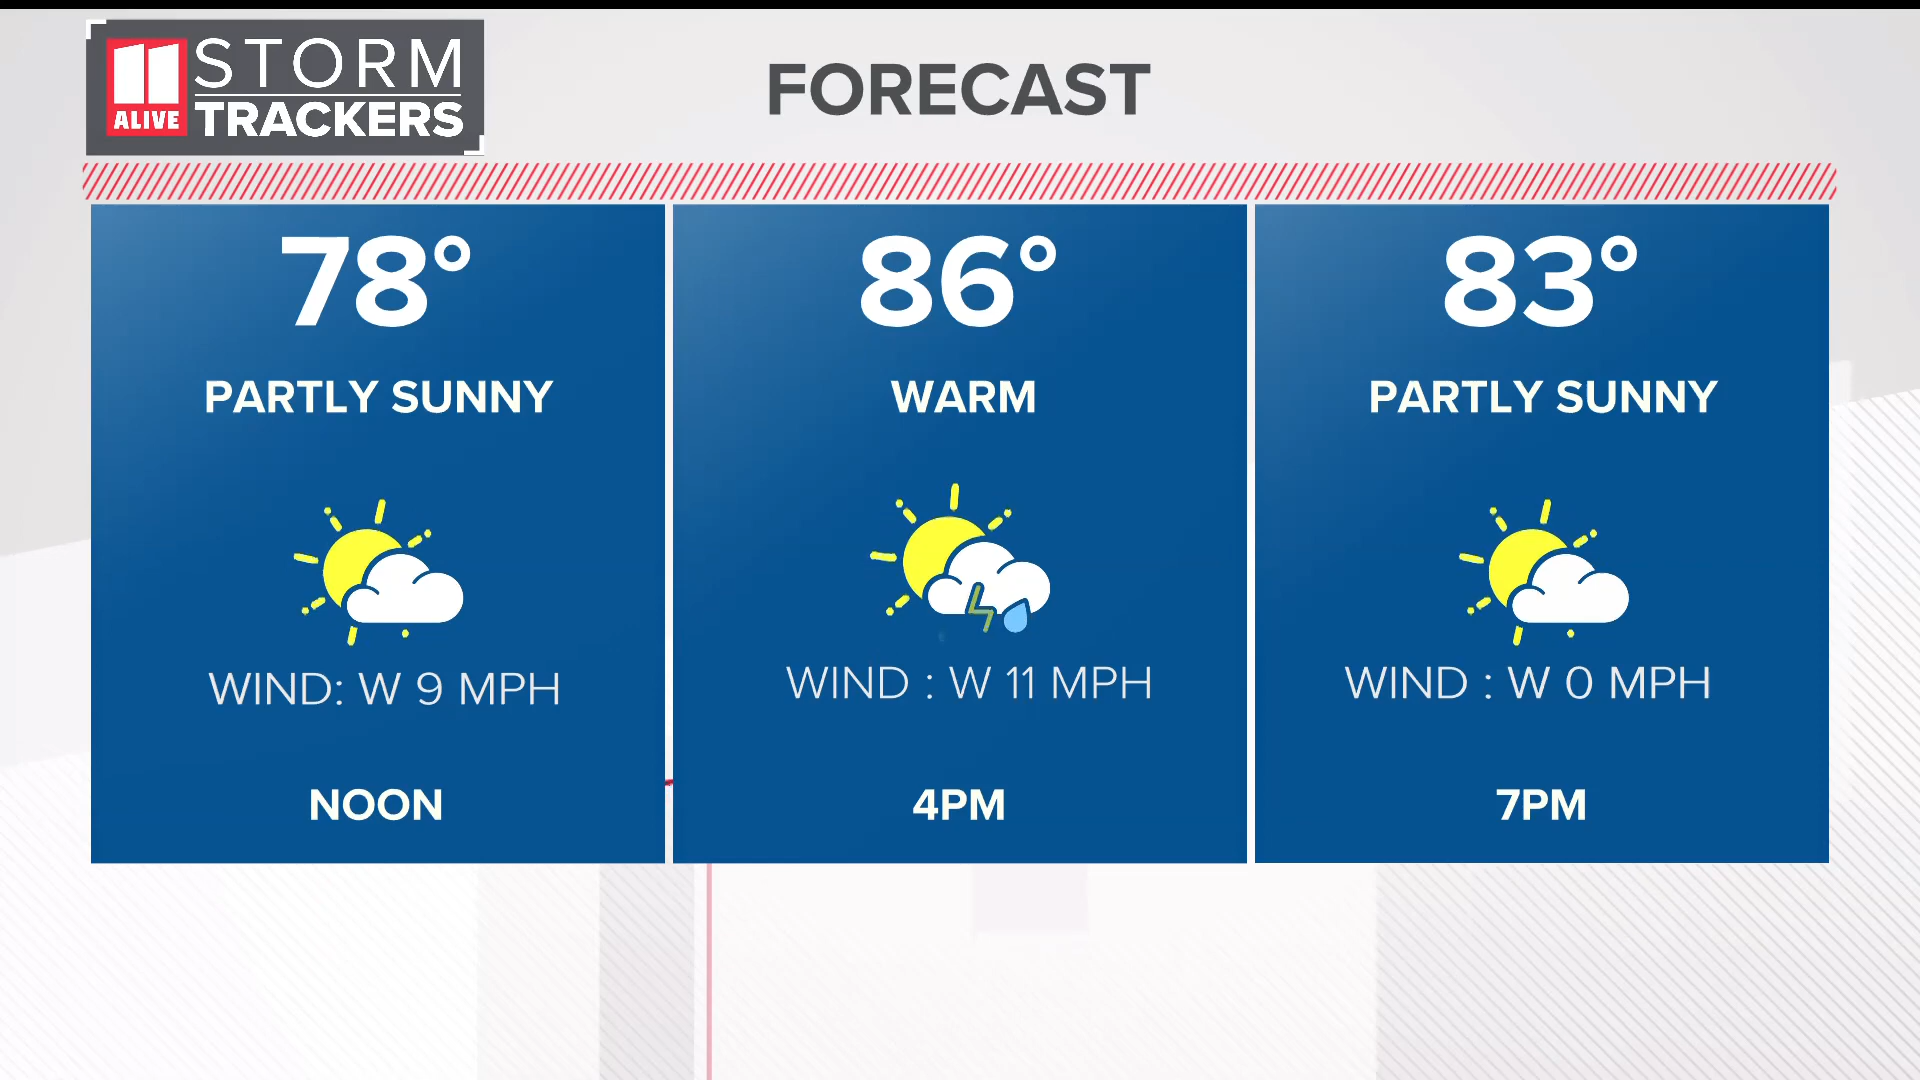 11
ALIVE
STORM
TRACKERS
FORECAST
78°
PARTLY SUNNY
WIND: W 9 MPH
NOON
86°
WARM
WIND : W 11 MPH
4PM
83°
PARTLY SUNNY
WIND : W 0 MPH
7PM